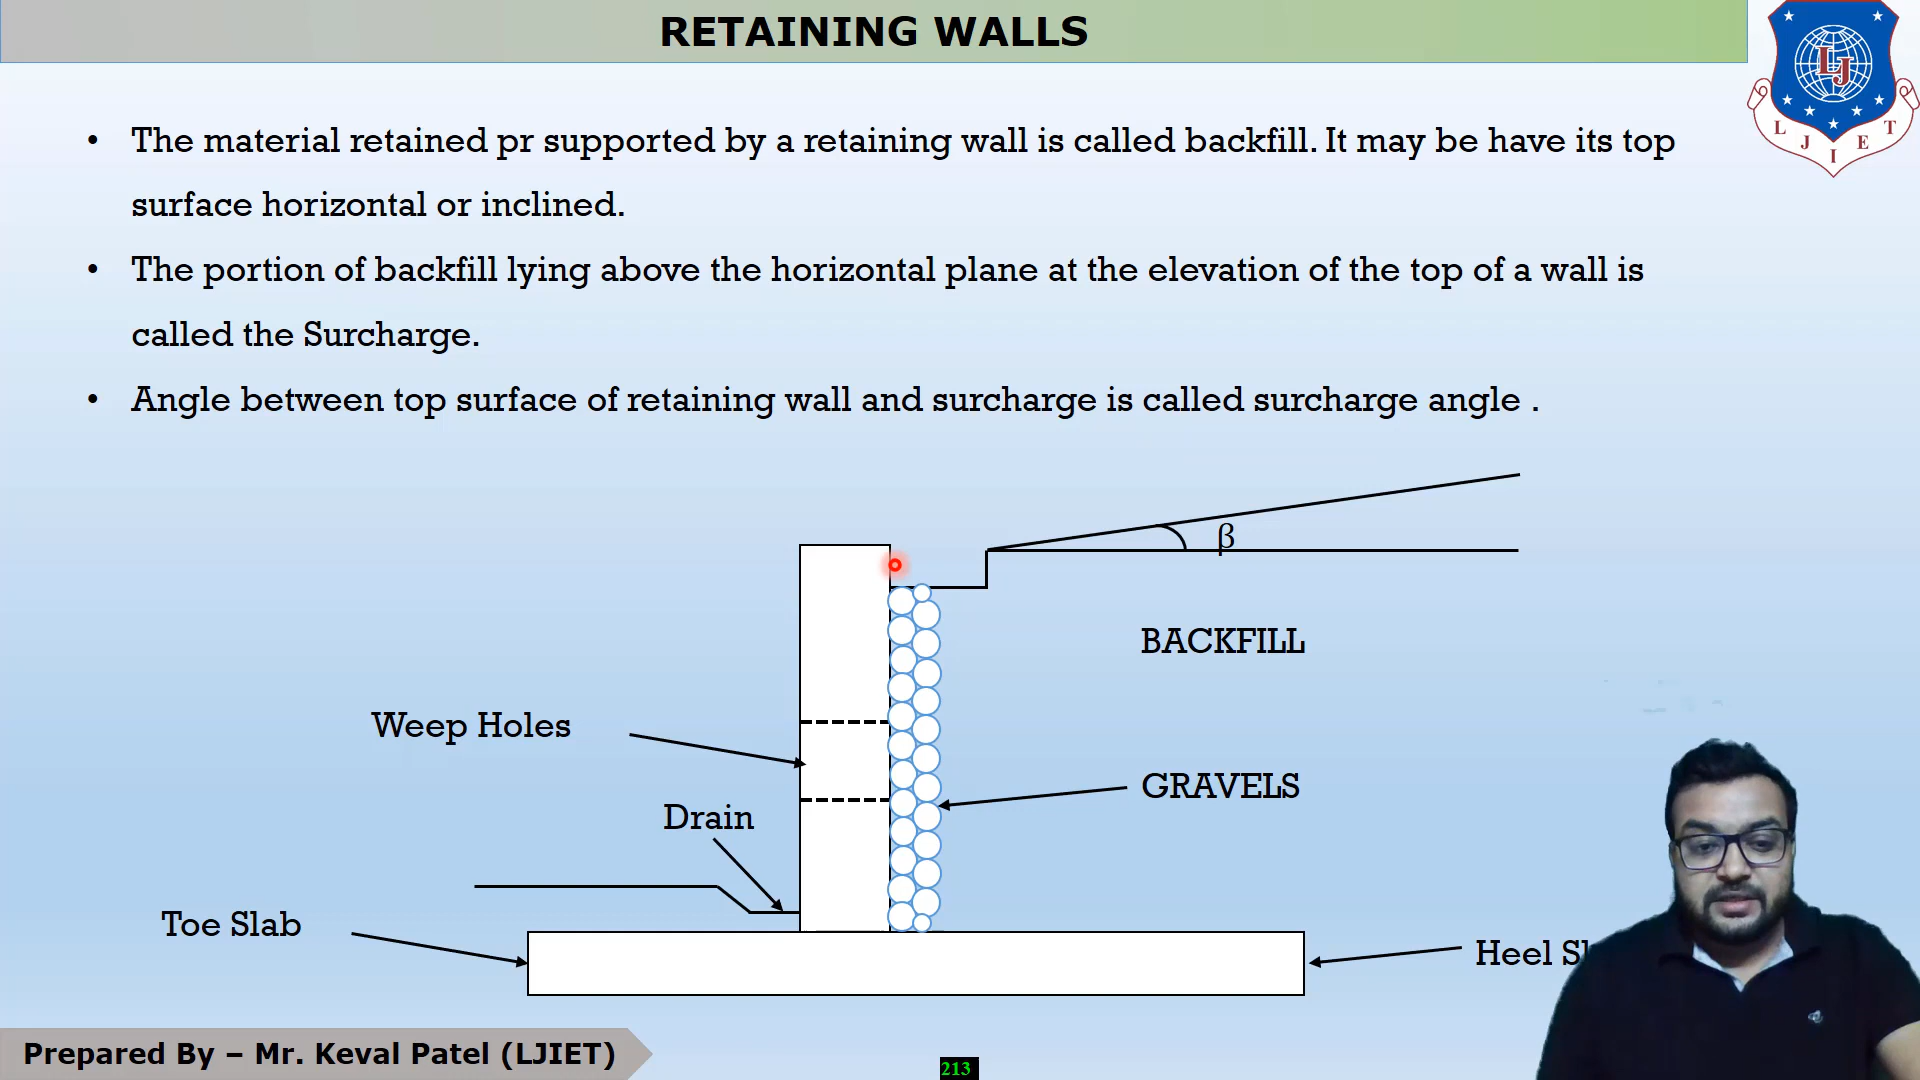 RETAINING WALLS
L J I E T
LJ
• The material retained pr supported by a retaining wall is called backfill. It may be have its top
surface horizontal or inclined.
• The portion of backfill lying above the horizontal plane at the elevation of the top of a wall is
called the Surcharge.
• Angle between top surface of retaining wall and surcharge is called surcharge angle .
β
BACKFILL
Weep Holes
GRAVELS
Drain
Toe Slab
Heel
Prepared By – Mr. Keval Patel (LJIET)
213